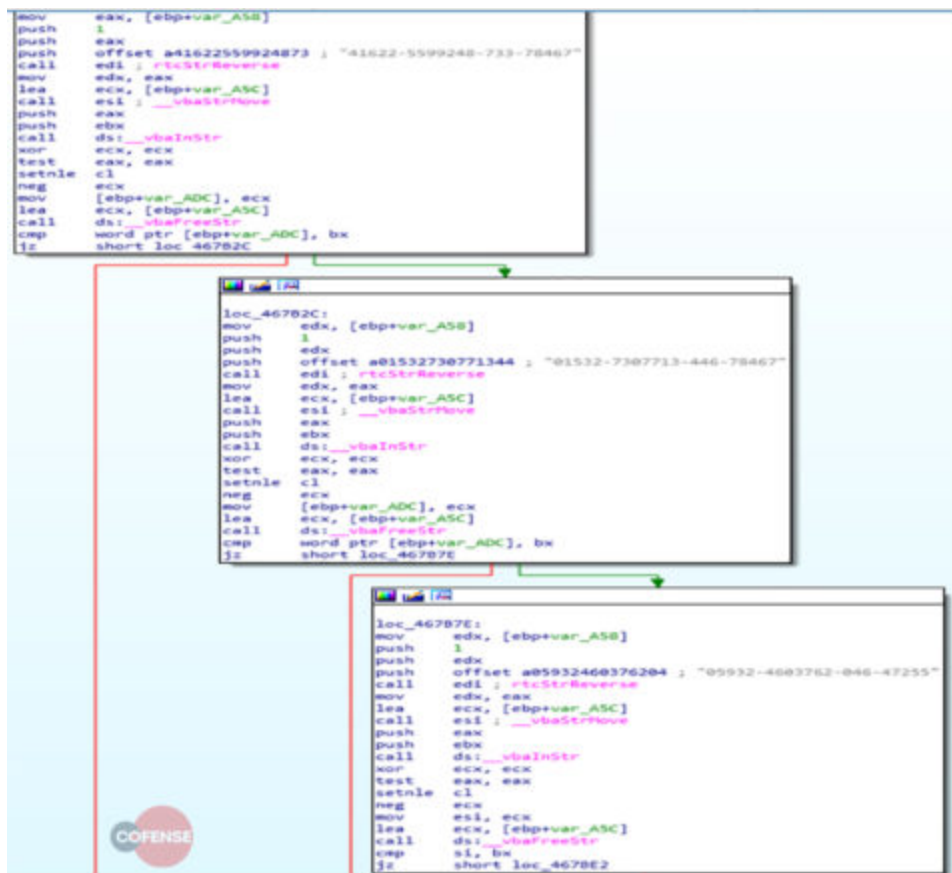 mov eax, [ebp+var_A58]
push 1
push eax
push offset a41622559924873 ; "41622-5599248-733-78467"
call edi ; rtcStrReverse
mov edx, eax
lea ecx, [ebp+var_A5C]
call esi ; __vbaStrMove
push eax
push ebx
call ds:__vbaInStr
xor ecx, ecx
test eax, eax
setnle cl
neg ecx
mov [ebp+var_ADC], ecx
lea ecx, [ebp+var_A5C]
call ds:__vbaFreeStr
cmp word ptr [ebp+var_ADC], bx
jz short loc_467B2C
loc_467B2C:
mov edx, [ebp+var_A58]
push 1
push edx
push offset a01532730771344 ; "01532-7307713-446-78467"
call edi ; rtcStrReverse
mov edx, eax
lea ecx, [ebp+var_A5C]
call esi ; __vbaStrMove
push eax
push ebx
call ds:__vbaInStr
xor ecx, ecx
test eax, eax
setnle cl
neg ecx
mov [ebp+var_ADC], ecx
lea ecx, [ebp+var_A5C]
call ds:__vbaFreeStr
cmp word ptr [ebp+var_ADC], bx
jz short loc_467B7E
loc_467B7E:
mov edx, [ebp+var_A58]
push 1
push edx
push offset a05932460376204 ; "05932-4603762-046-47255"
call edi ; rtcStrReverse
mov edx, eax
lea ecx, [ebp+var_A5C]
call esi ; __vbaStrMove
push eax
push ebx
call ds:__vbaInStr
xor ecx, ecx
test eax, eax
setnle cl
neg ecx
mov esi, ecx
lea ecx, [ebp+var_A5C]
call ds:__vbaFreeStr
cmp si, bx
jz short loc_467BE2
COFENSE